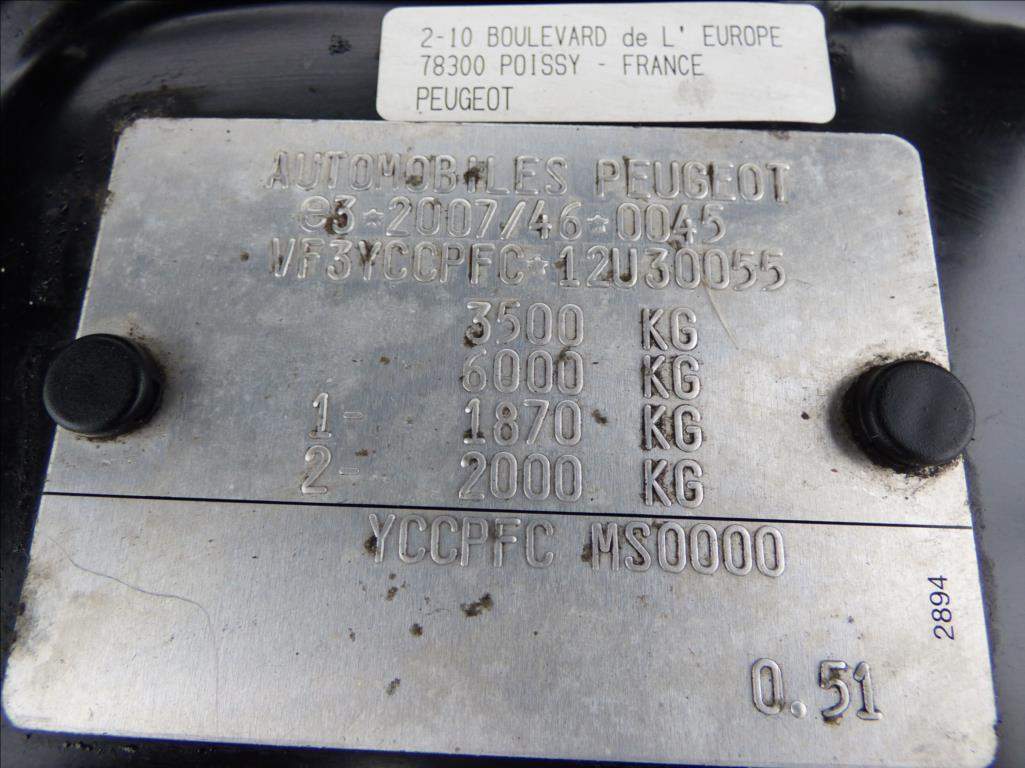 2-10 BOULEVARD de L' EUROPE
78300 POISSY - FRANCE
PEUGEOT
AUTOMOBILES PEUGEOT
e3*2007/46*0045
VF3YCCPFC*12U30055
3500 KG
6000 KG
1- 1870 KG
2- 2000 KG
YCCPFC MS0000
2894
0.51